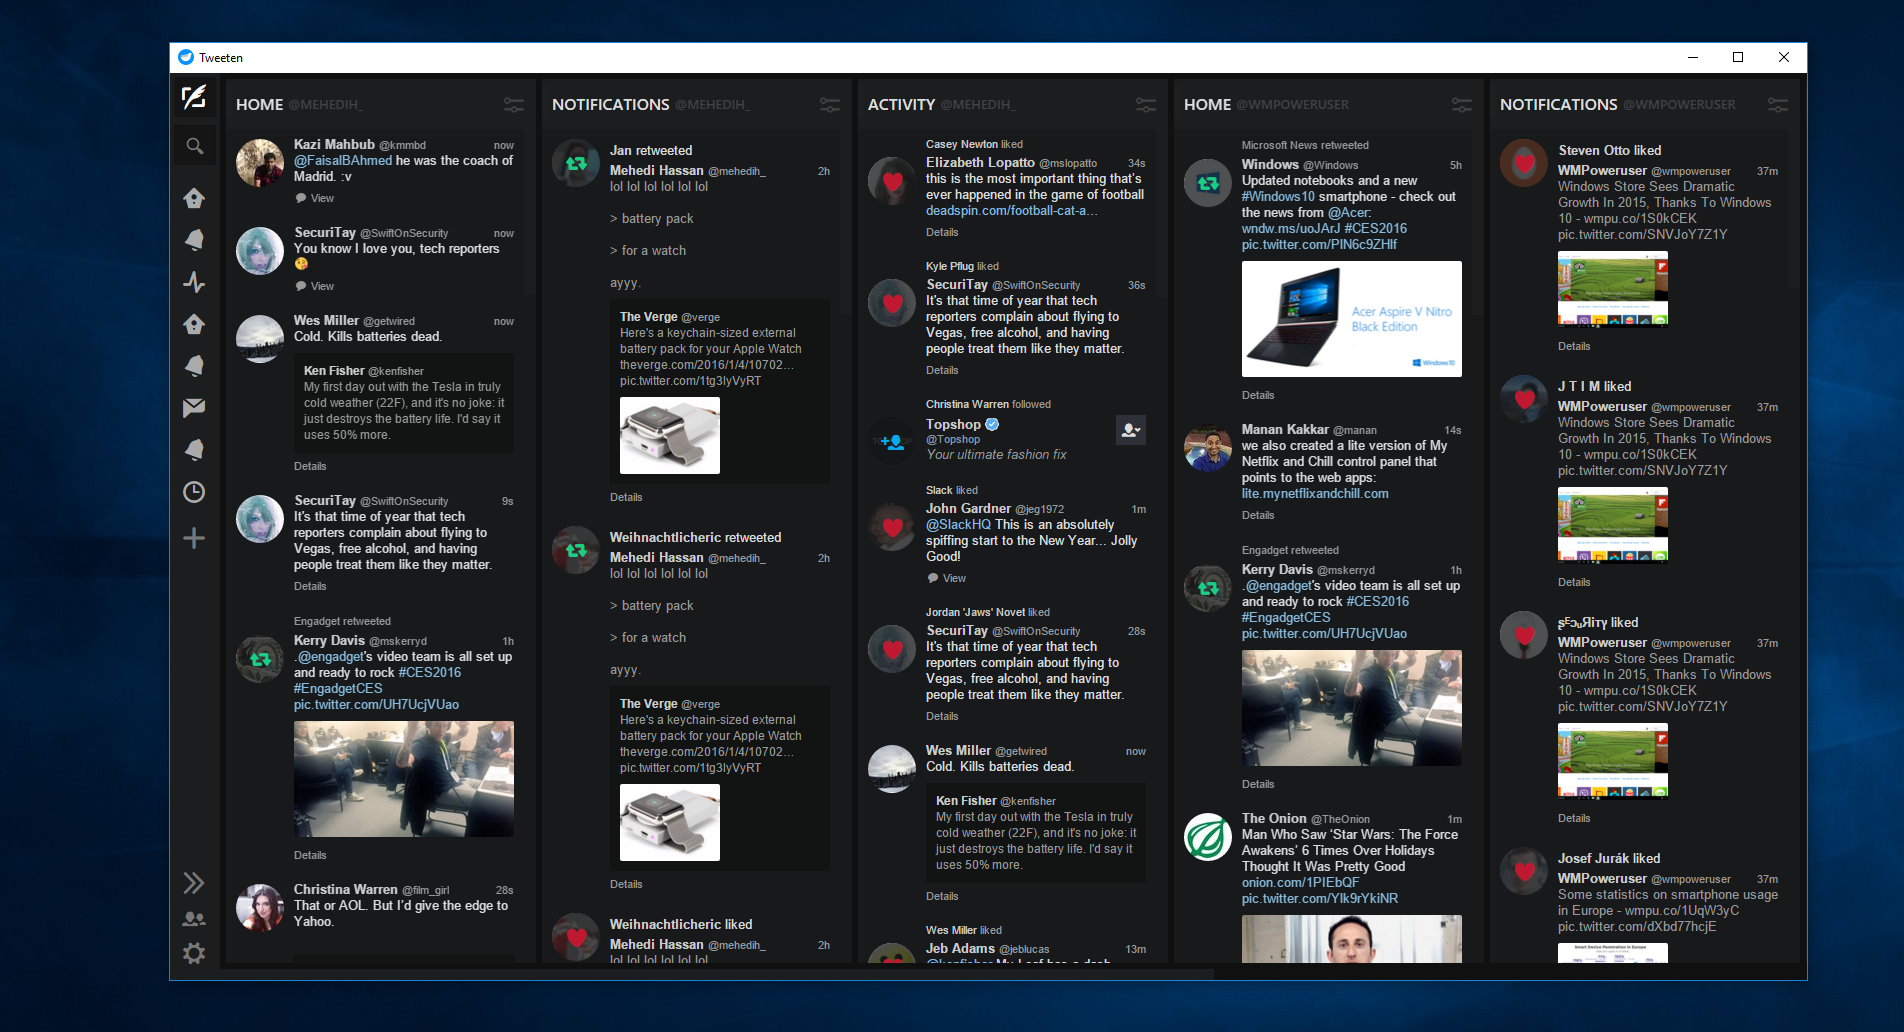 Tweeten
HOME @MEHEDIH_
Kazi Mahbub @kmmbd now
@FaisalBAhmed he was the coach of
Madrid. :v
View
SecuriTay @SwiftOnSecurity now
You know I love you, tech reporters
😘
View
Wes Miller @getwired now
Cold. Kills batteries dead.
Ken Fisher @kenfisher
My first day out with the Tesla in truly
cold weather (22F), and it's no joke: it
just destroys the battery life. I'd say it
uses 50% more.
Details
SecuriTay @SwiftOnSecurity 9s
It's that time of year that tech
reporters complain about flying to
Vegas, free alcohol, and having
people treat them like they matter.
Details
Engadget retweeted
Kerry Davis @mskerryd 1h
.@engadget's video team is all set up
and ready to rock #CES2016
#EngadgetCES
pic.twitter.com/UH7UcjVUao
Details
Christina Warren @film_girl 28s
That or AOL. But I'd give the edge to
Yahoo.
NOTIFICATIONS @MEHEDIH_
Jan retweeted
Mehedi Hassan @mehedih_ 2h
lol lol lol lol lol lol
> battery pack
> for a watch
ayyy.
The Verge @verge
Here's a keychain-sized external
battery pack for your Apple Watch
theverge.com/2016/1/4/10702…
pic.twitter.com/1tg3lyVyRT
Details
Weihnachtlicheric retweeted
Mehedi Hassan @mehedih_ 2h
lol lol lol lol lol lol
> battery pack
> for a watch
ayyy.
The Verge @verge
Here's a keychain-sized external
battery pack for your Apple Watch
theverge.com/2016/1/4/10702…
pic.twitter.com/1tg3lyVyRT
Details
Weihnachtlicheric liked
Mehedi Hassan @mehedih_ 2h
lol lol lol lol lol lol
ACTIVITY @MEHEDIH_
Casey Newton liked
Elizabeth Lopatto @mslopatto 34s
this is the most important thing that's
ever happened in the game of football
deadspin.com/football-cat-a…
Details
Kyle Pflug liked
SecuriTay @SwiftOnSecurity 36s
It's that time of year that tech
reporters complain about flying to
Vegas, free alcohol, and having
people treat them like they matter.
Details
Christina Warren followed
Topshop
@Topshop
Your ultimate fashion fix
Slack liked
John Gardner @jeg1972 1m
@SlackHQ This is an absolutely
spiffing start to the New Year... Jolly
Good!
View
Jordan 'Jaws' Novet liked
SecuriTay @SwiftOnSecurity 28s
It's that time of year that tech
reporters complain about flying to
Vegas, free alcohol, and having
people treat them like they matter.
Details
Wes Miller @getwired now
Cold. Kills batteries dead.
Ken Fisher @kenfisher
My first day out with the Tesla in truly
cold weather (22F), and it's no joke: it
just destroys the battery life. I'd say it
uses 50% more.
Details
Wes Miller liked
Jeb Adams @jeblucas 13m
@kenfisher My Leaf has a dash
HOME @WMPOWERUSER
Microsoft News retweeted
Windows @Windows 5h
Updated notebooks and a new
#Windows10 smartphone - check out
the news from @Acer:
wndw.ms/uoJArJ #CES2016
pic.twitter.com/PIN6c9ZHlf
Acer Aspire V Nitro
Black Edition
Windows 10
Details
Manan Kakkar @manan 14s
we also created a lite version of My
Netflix and Chill control panel that
points to the web apps:
lite.mynetflixandchill.com
Details
Engadget retweeted
Kerry Davis @mskerryd 1h
.@engadget's video team is all set up
and ready to rock #CES2016
#EngadgetCES
pic.twitter.com/UH7UcjVUao
Details
The Onion @TheOnion 1m
Man Who Saw 'Star Wars: The Force
Awakens' 6 Times Over Holidays
Thought It Was Pretty Good
onion.com/1PIEbQF
pic.twitter.com/Ylk9rYkiNR
NOTIFICATIONS @WMPOWERUSER
Steven Otto liked
WMPoweruser @wmpoweruser 37m
Windows Store Sees Dramatic
Growth In 2015, Thanks To Windows
10 - wmpu.co/1S0kCEK
pic.twitter.com/SNVJoY7Z1Y
Details
J T I M liked
WMPoweruser @wmpoweruser 37m
Windows Store Sees Dramatic
Growth In 2015, Thanks To Windows
10 - wmpu.co/1S0kCEK
pic.twitter.com/SNVJoY7Z1Y
Details
liked
WMPoweruser @wmpoweruser 37m
Windows Store Sees Dramatic
Growth In 2015, Thanks To Windows
10 - wmpu.co/1S0kCEK
pic.twitter.com/SNVJoY7Z1Y
Details
Josef Jurák liked
WMPoweruser @wmpoweruser 37m
Some statistics on smartphone usage
in Europe - wmpu.co/1UqW3yC
pic.twitter.com/dXbd77hcjE
Smart Device Penetration in Europe